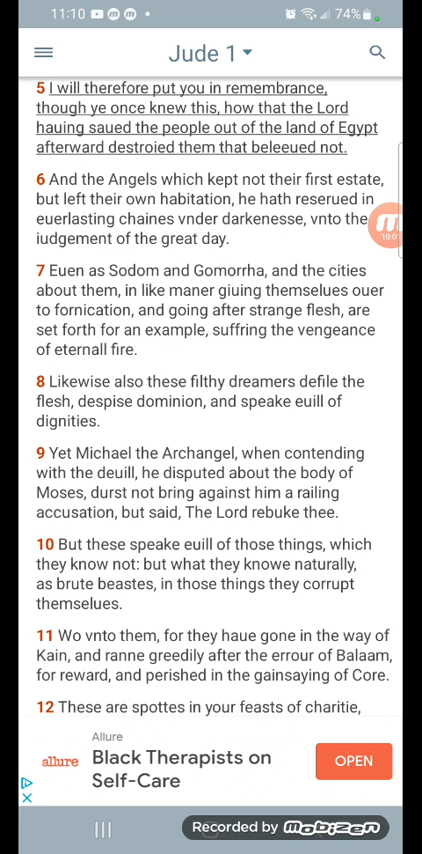 11:10
74%
Jude 1
5 I will therefore put you in remembrance,
though ye once knew this, how that the Lord
hauing saued the people out of the land of Egypt
afterward destroied them that beleeued not.
6 And the Angels which kept not their first estate,
but left their own habitation, he hath reserued in
euerlasting chaines vnder darkenesse, vnto the
iudgement of the great day.
10:0
7 Euen as Sodom and Gomorrha, and the cities
about them, in like maner giuing themselues ouer
to fornication, and going after strange flesh, are
set forth for an example, suffring the vengeance
of eternall fire.
8 Likewise also these filthy dreamers defile the
flesh, despise dominion, and speake euill of
dignities.
9 Yet Michael the Archangel, when contending
with the deuill, he disputed about the body of
Moses, durst not bring against him a railing
accusation, but said, The Lord rebuke thee.
10 But these speake euill of those things, which
they know not: but what they knowe naturally,
as brute beastes, in those things they corrupt
themselues.
11 Wo vnto them, for they haue gone in the way of
Kain, and ranne greedily after the errour of Balaam,
for reward, and perished in the gainsaying of Core.
12 These are spottes in your feasts of charitie,
Allure
allure
Black Therapists on
Self-Care
OPEN
Recorded by MOBIZEN